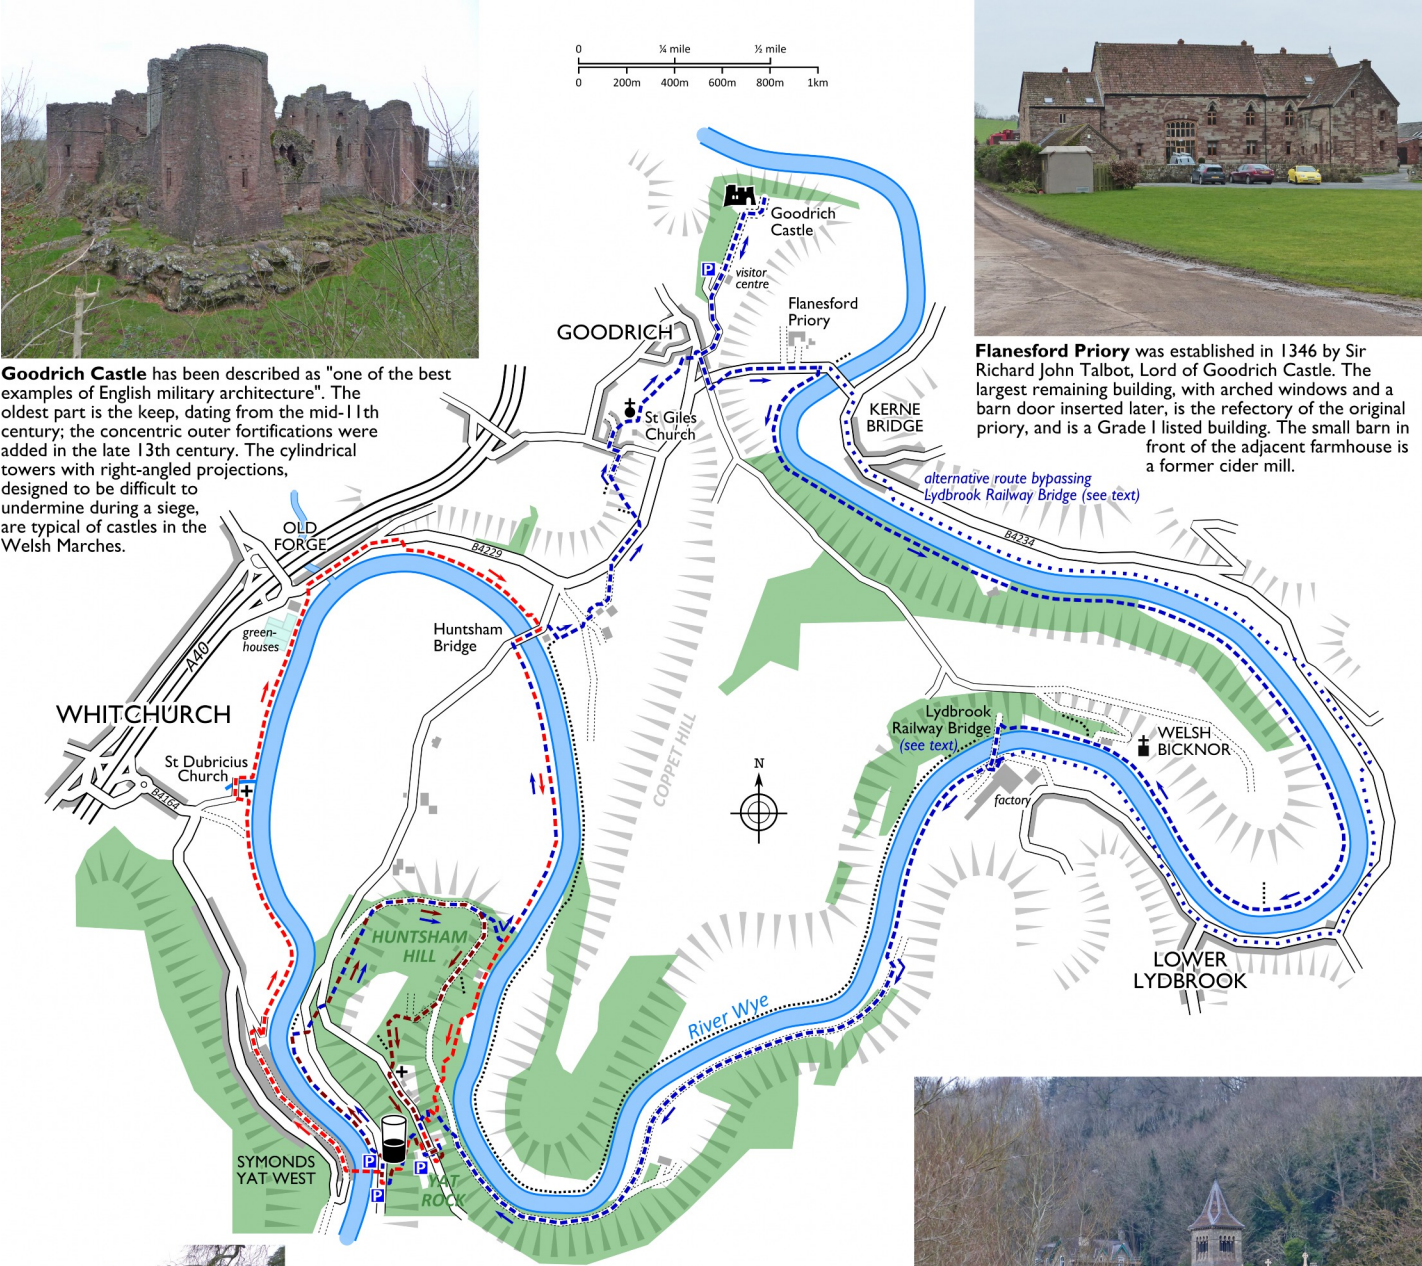 0 ¼ mile ½ mile
0 200m 400m 600m 800m 1km
Goodrich Castle has been described as "one of the best
examples of English military architecture". The
oldest part is the keep, dating from the mid-11th
century; the concentric outer fortifications were
added in the late 13th century. The cylindrical
towers with right-angled projections,
designed to be difficult to
undermine during a siege,
are typical of castles in the
Welsh Marches.
Flanesford Priory was established in 1346 by Sir
Richard John Talbot, Lord of Goodrich Castle. The
largest remaining building, with arched windows and a
barn door inserted later, is the refectory of the original
priory, and is a Grade I listed building. The small barn in
front of the adjacent farmhouse is
a former cider mill.
Goodrich
Castle
P
visitor
centre
Flanesford
Priory
GOODRICH
St Giles
Church
KERNE
BRIDGE
alternative route bypassing
Lydbrook Railway Bridge (see text)
OLD
FORGE
B4229
B4234
green-
houses
A40
Huntsham
Bridge
WHITCHURCH
St Dubricius
Church
B4164
COPPET HILL
N
Lydbrook
Railway Bridge
(see text)
WELSH
BICKNOR
factory
HUNTSHAM
HILL
LOWER
LYDBROOK
River Wye
SYMONDS
YAT WEST
P
P
P
YAT
ROCK